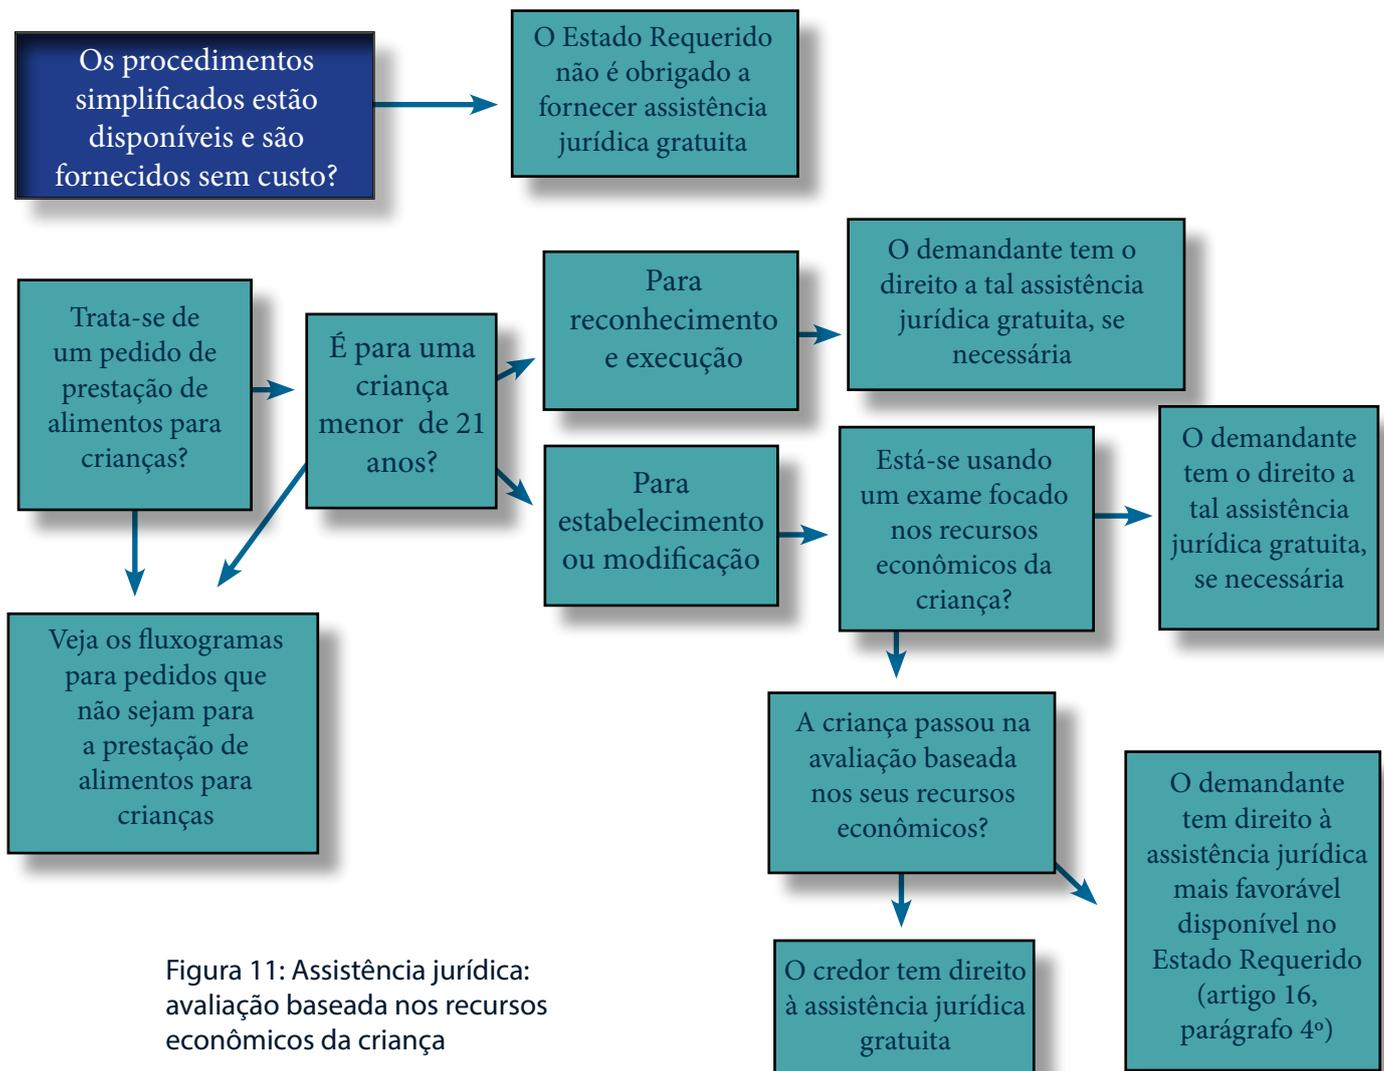 Os procedimentos
simplificados estão
disponíveis e são
fornecidos sem custo?
O Estado Requerido
não é obrigado a
fornecer assistência
jurídica gratuita
Trata-se de
um pedido de
prestação de
alimentos para
crianças?
É para uma
criança
menor de 21
anos?
Para
reconhecimento
e execução
O demandante tem o
direito a tal assistência
jurídica gratuita, se
necessária
Para
estabelecimento
ou modificação
Está-se usando
um exame focado
nos recursos
econômicos da
criança?
O demandante
tem o direito a
tal assistência
jurídica gratuita,
se necessária
Veja os fluxogramas
para pedidos que
não sejam para
a prestação de
alimentos para
crianças
A criança passou na
avaliação baseada
nos seus recursos
econômicos?
O demandante
tem direito à
assistência jurídica
mais favorável
disponível no
Estado Requerido
(artigo 16,
parágrafo 4º)
O credor tem direito
à assistência jurídica
gratuita
Figura 11: Assistência jurídica:
avaliação baseada nos recursos
econômicos da criança